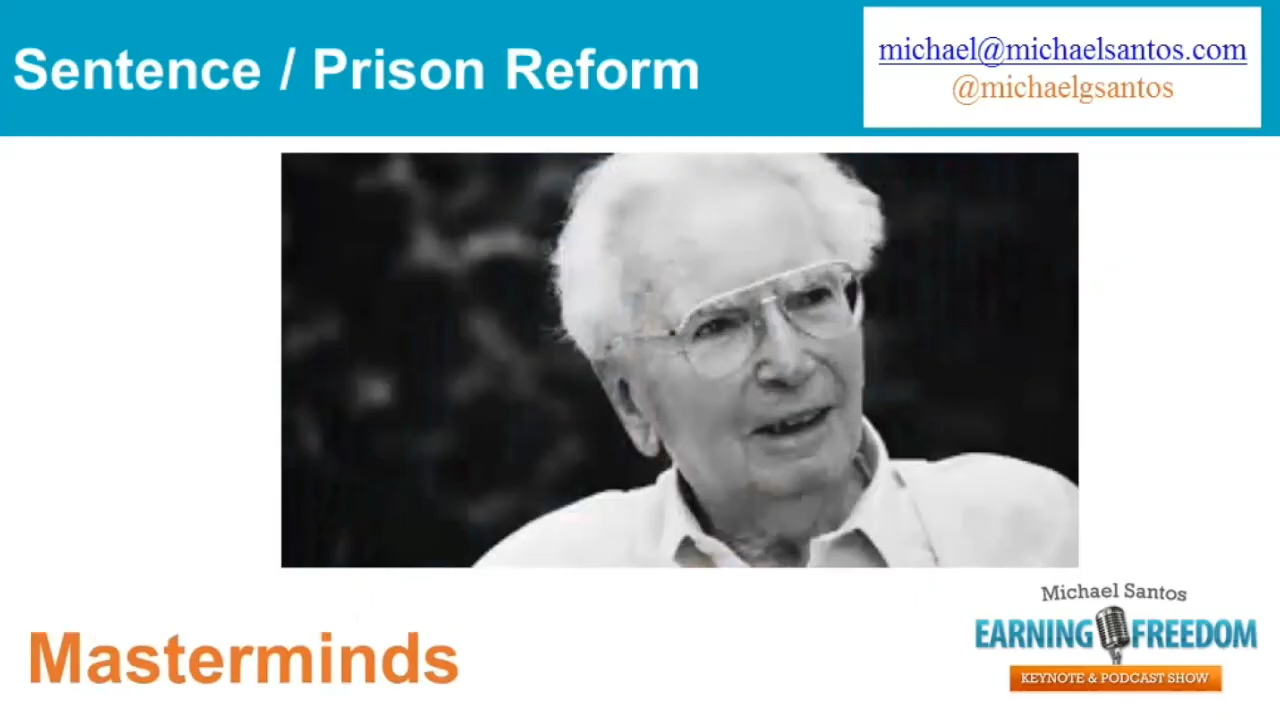 Sentence / Prison Reform
michael@michaelsantos.com
@michaelgsantos
Masterminds
Michael Santos
EARNING FREEDOM
KEYNOTE & PODCAST SHOW